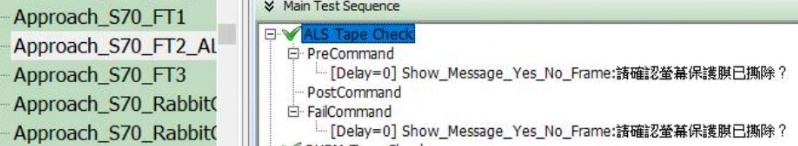 Approach_S70_FT1
Approach_S70_FT2_AL
Approach_S70_FT3
Approach_S70_Rabbit
Approach_S70_Rabbit
Main Test Sequence
ALS Tape Check
PreCommand
[Delay=0] Show_Message_Yes_No_Frame:請確認螢幕保護膜已撕除？
PostCommand
FailCommand
[Delay=0] Show_Message_Yes_No_Frame:請確認螢幕保護膜已撕除？